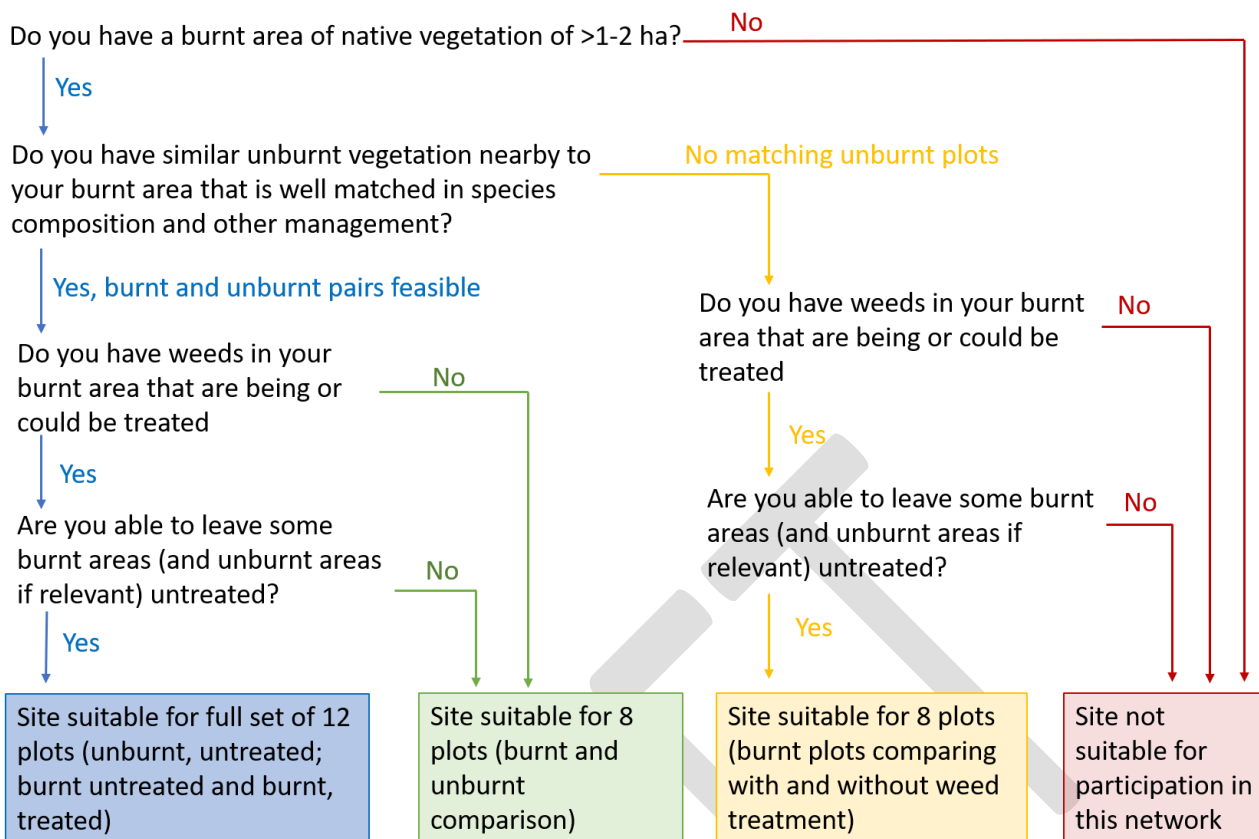 Do you have a burnt area of native vegetation of >1-2 ha?
No
Yes
Do you have similar unburnt vegetation nearby to
your burnt area that is well matched in species
composition and other management?
No matching unburnt plots
Yes, burnt and unburnt pairs feasible
Do you have weeds in your
burnt area that are being or
could be treated
No
Yes
Are you able to leave some
burnt areas (and unburnt areas
if relevant) untreated?
No
Yes
Do you have weeds in your burnt
area that are being or could be
treated
No
Yes
Are you able to leave some burnt
areas (and unburnt areas if
relevant) untreated?
No
Yes
Site suitable for full set of 12
plots (unburnt, untreated;
burnt untreated and burnt,
treated)
Site suitable for 8
plots (burnt and
unburnt
comparison)
Site suitable for 8 plots
(burnt plots comparing
with and without weed
treatment)
Site not
suitable for
participation in
this network